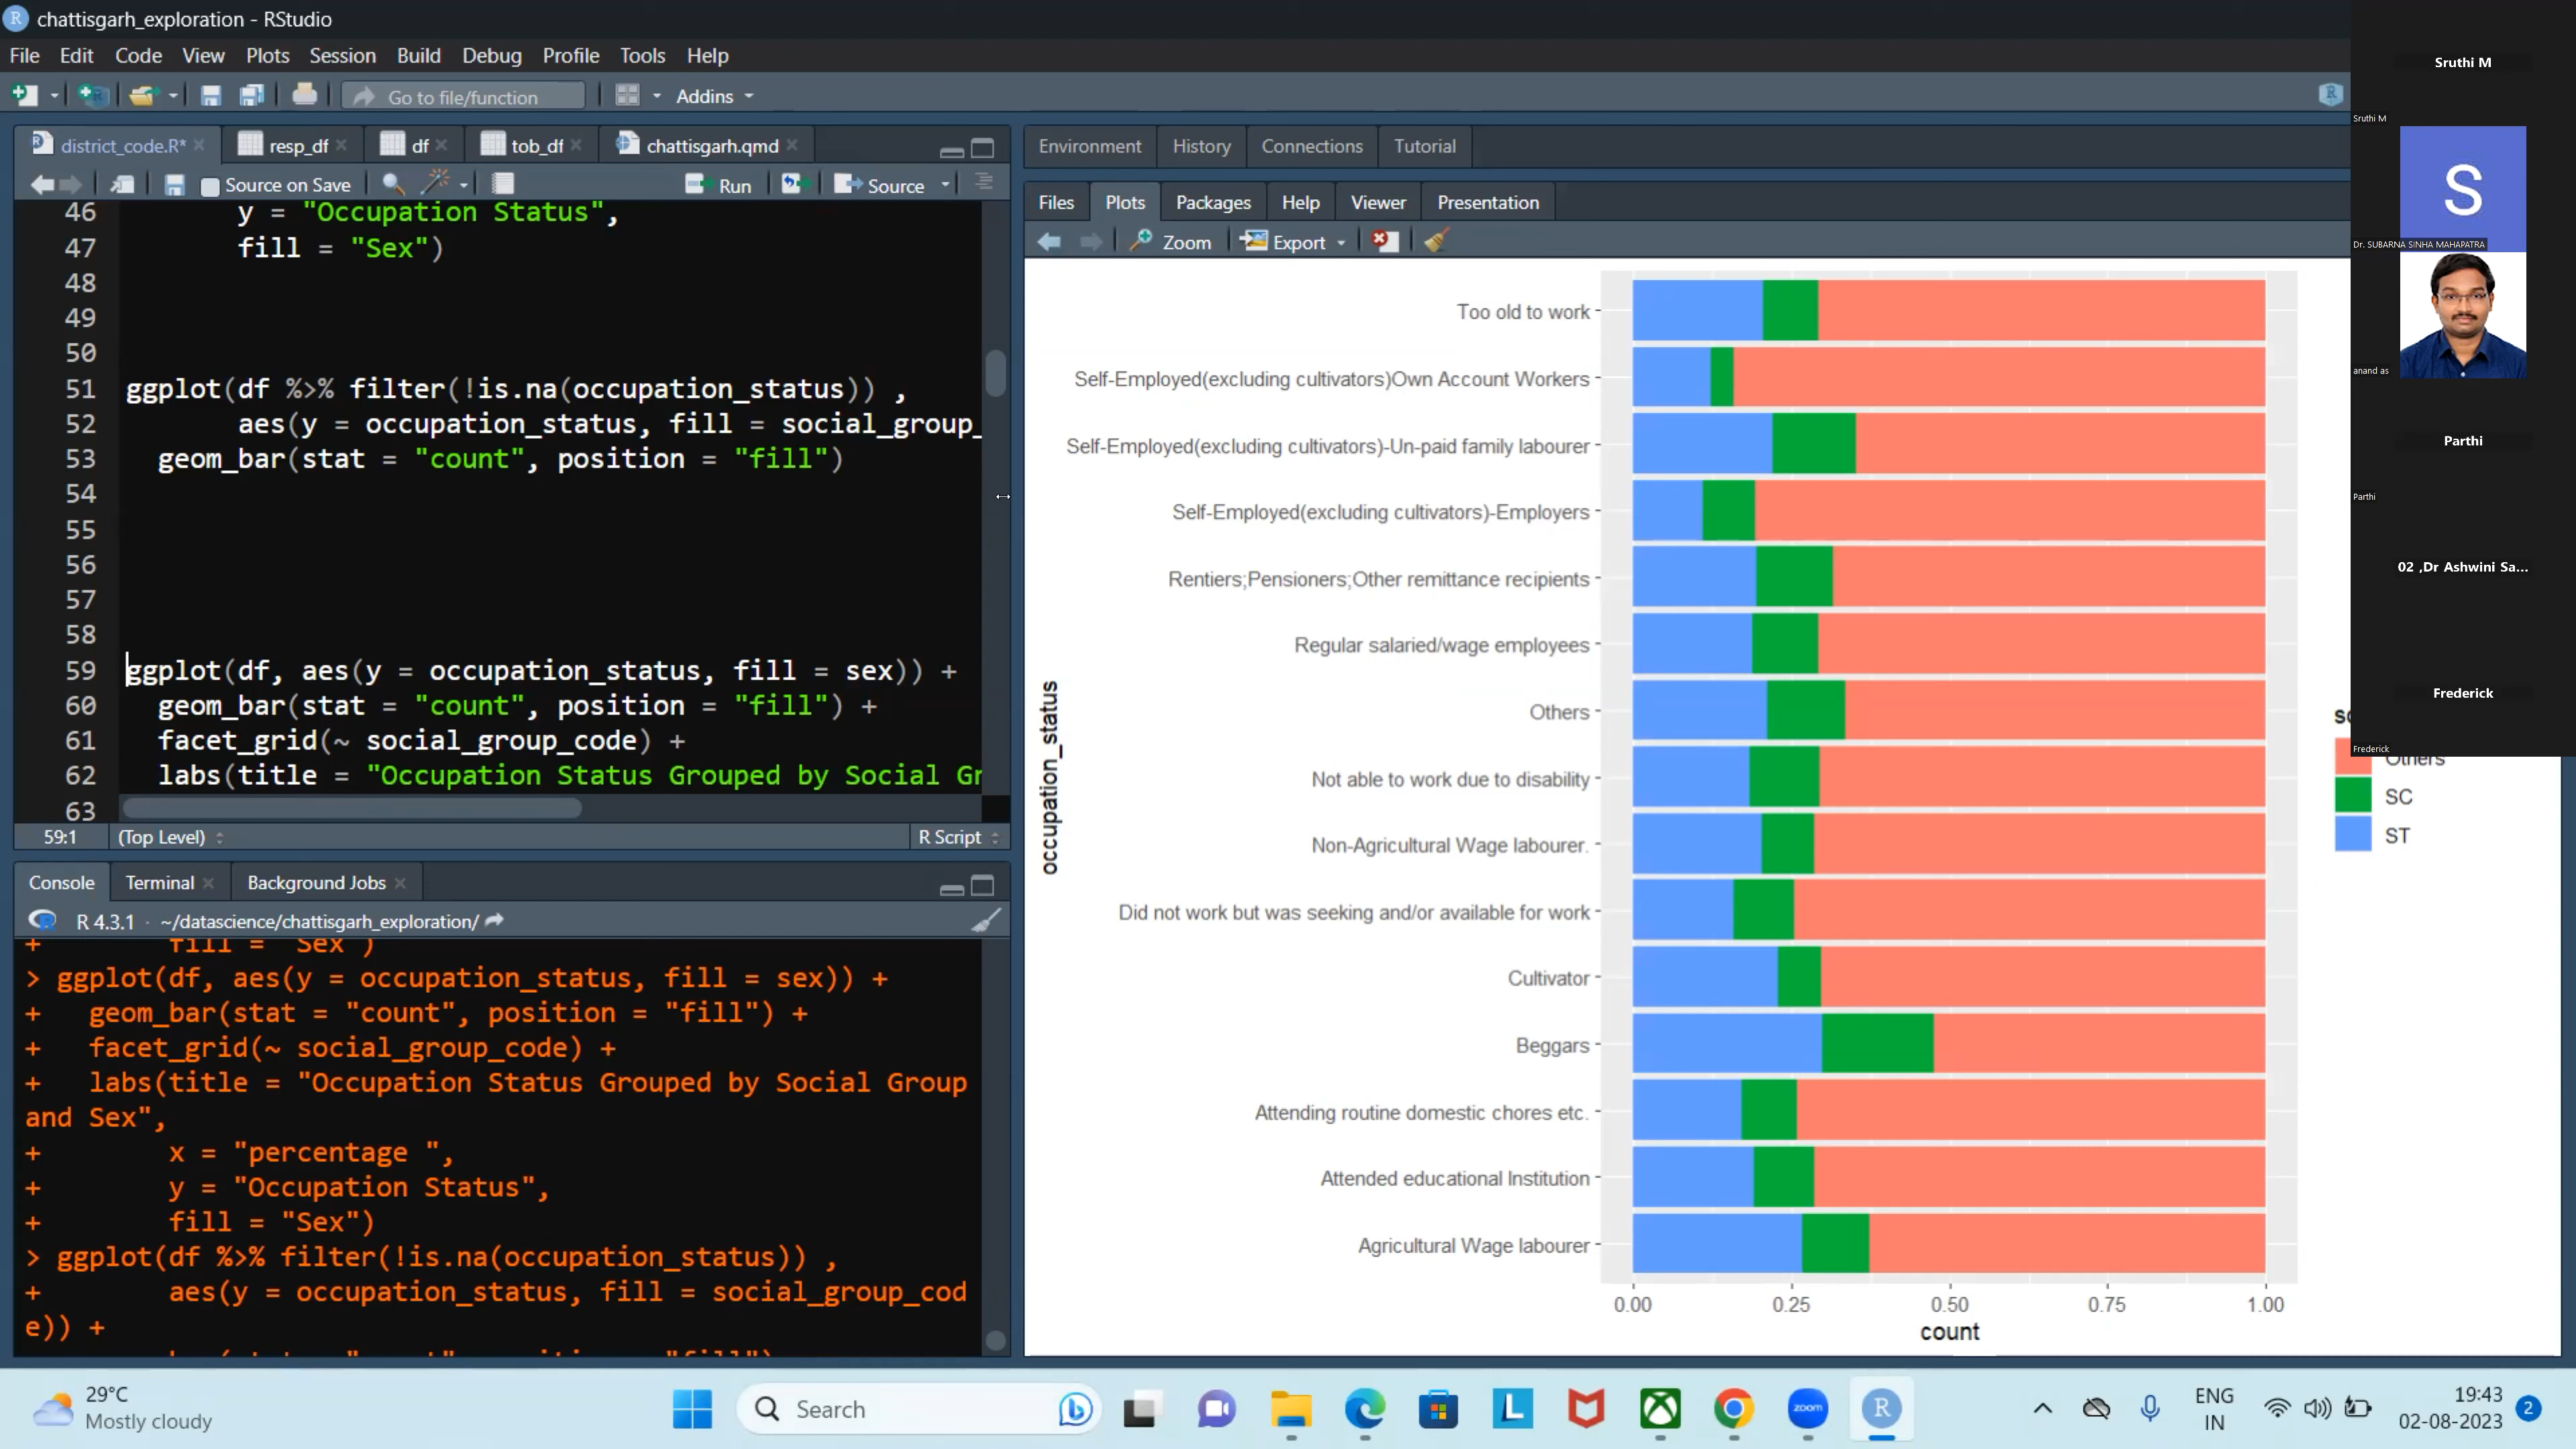 chattisgarh_exploration - RStudio
File Edit Code View Plots Session Build Debug Profile Tools Help
Go to file/function Addins
district_code.R* resp_df df tob_df chattisgarh.qmd
Source on Save Run Source
46 y = "Occupation Status",
47 fill = "Sex")
48
49
50
51 ggplot(df %>% filter(!is.na(occupation_status)) ,
52 aes(y = occupation_status, fill = social_group_
53 geom_bar(stat = "count", position = "fill")
54
55
56
57
58
59 ggplot(df, aes(y = occupation_status, fill = sex)) +
60 geom_bar(stat = "count", position = "fill") +
61 facet_grid(~ social_group_code) +
62 labs(title = "Occupation Status Grouped by Social Gr
63
59:1 (Top Level) R Script
Console Terminal Background Jobs
R 4.3.1 · ~/datascience/chattisgarh_exploration/
+ fill = "Sex")
> ggplot(df, aes(y = occupation_status, fill = sex)) +
+ geom_bar(stat = "count", position = "fill") +
+ facet_grid(~ social_group_code) +
+ labs(title = "Occupation Status Grouped by Social Group
and Sex",
+ x = "percentage ",
+ y = "Occupation Status",
+ fill = "Sex")
> ggplot(df %>% filter(!is.na(occupation_status)) ,
+ aes(y = occupation_status, fill = social_group_cod
e)) +
Environment History Connections Tutorial
Files Plots Packages Help Viewer Presentation
Zoom Export
occupation_status
Too old to work
Self-Employed(excluding cultivators)Own Account Workers
Self-Employed(excluding cultivators)-Un-paid family labourer
Self-Employed(excluding cultivators)-Employers
Rentiers;Pensioners;Other remittance recipients
Regular salaried/wage employees
Others
Not able to work due to disability
Non-Agricultural Wage labourer.
Did not work but was seeking and/or available for work
Cultivator
Beggars
Attending routine domestic chores etc.
Attended educational Institution
Agricultural Wage labourer
0.00 0.25 0.50 0.75 1.00
count
Others
SC
ST
Sruthi M
Sruthi M
S
Dr. SUBARNA SINHA MAHAPATRA
anand as
Parthi
Parthi
02 ,Dr Ashwini Sa...
Frederick
Frederick
29°C
Mostly cloudy
Search
zoom
ENG
IN
19:43
02-08-2023
2